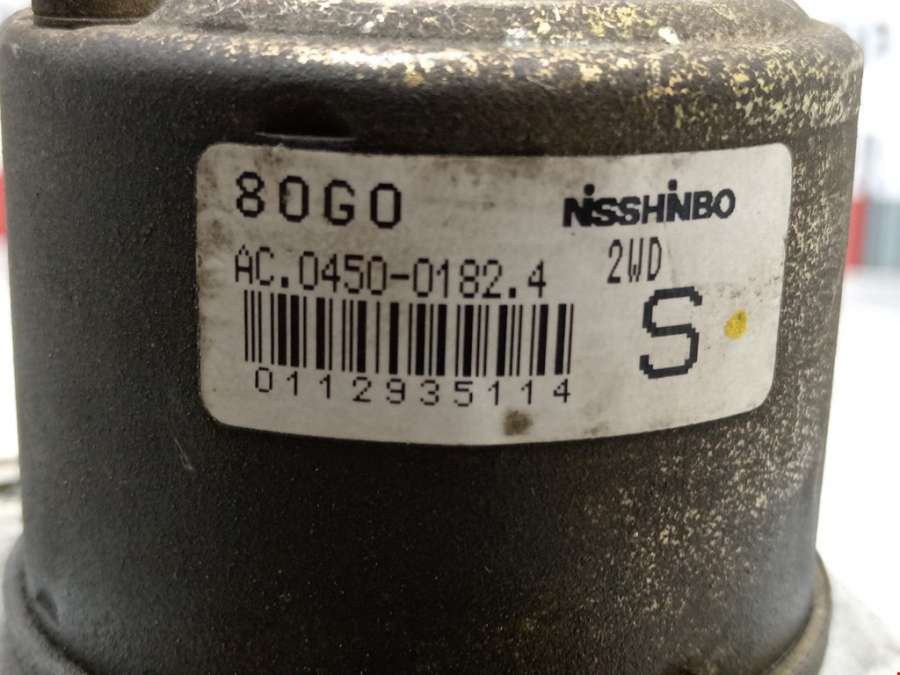 80G0 NiSSHiNBO
AC.0450-0182.4 2WD
S
0112935114